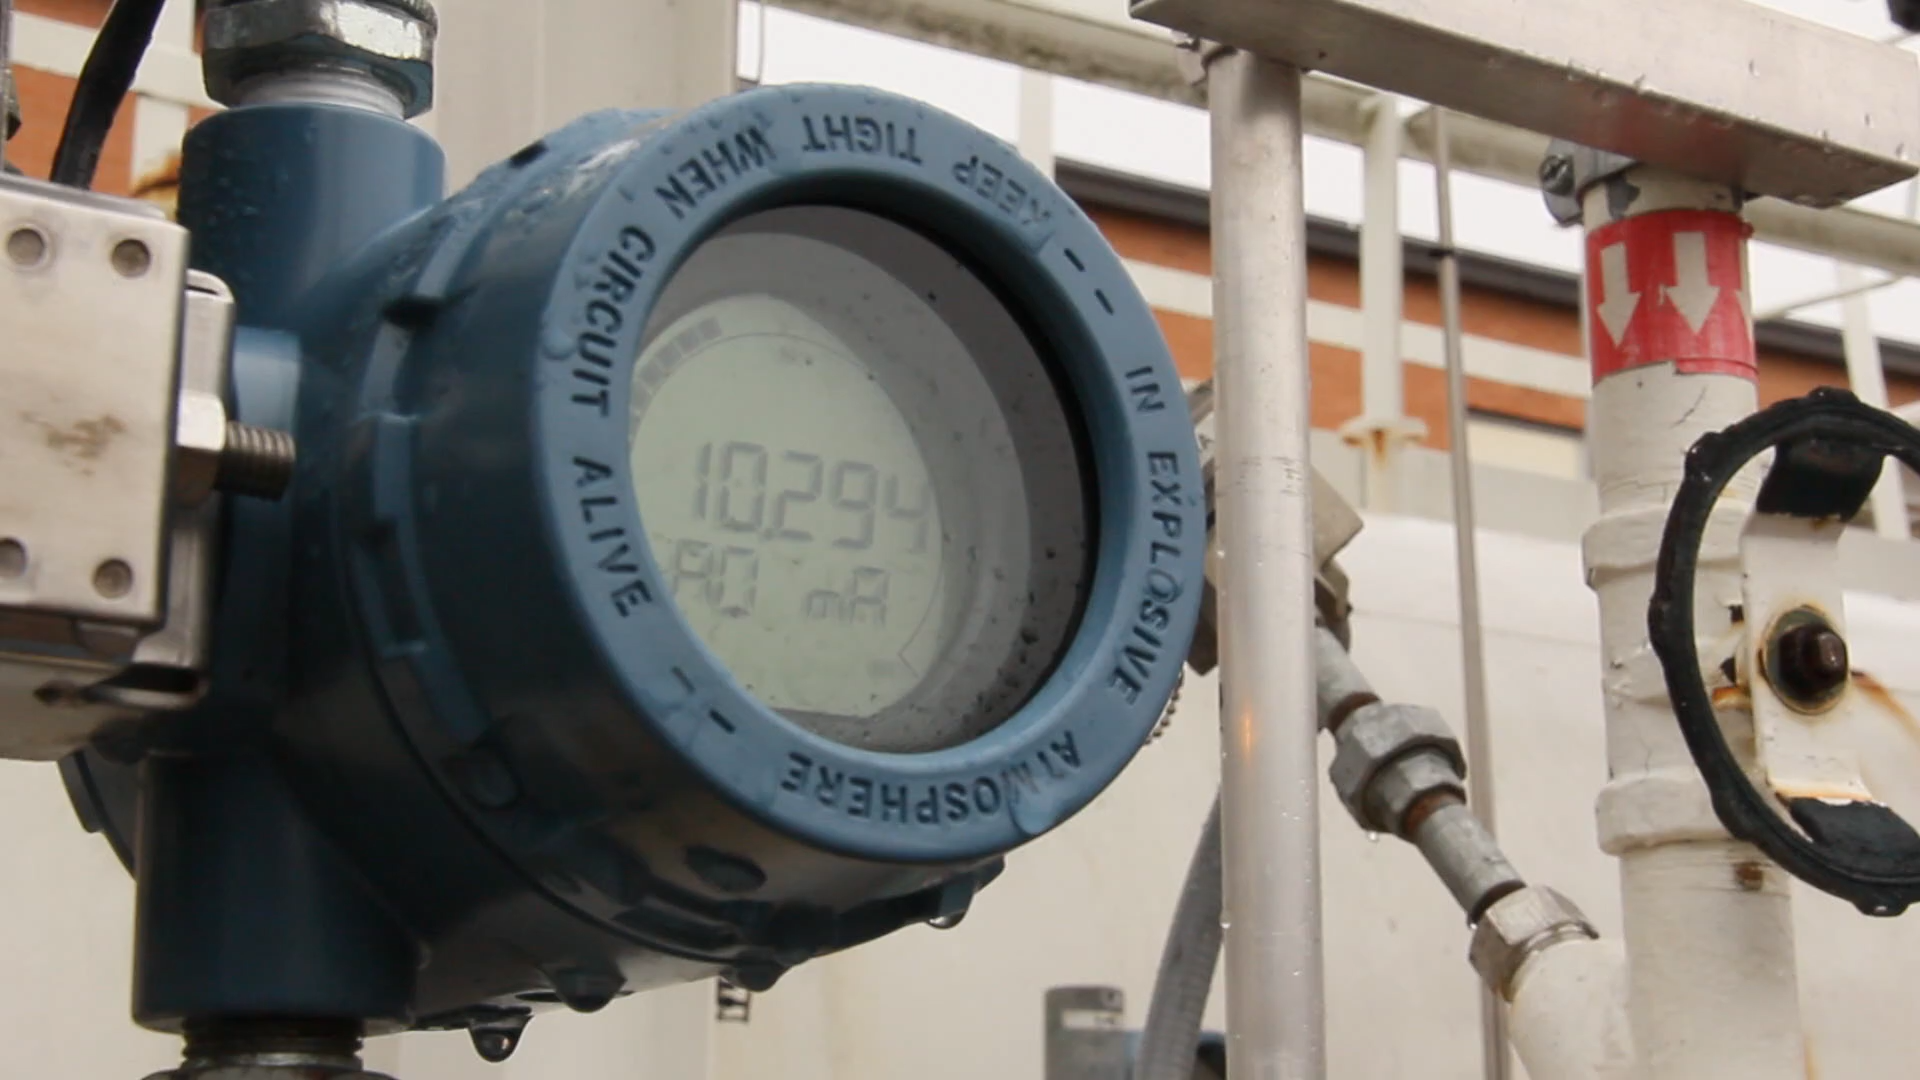 KEEP TIGHT WHEN CIRCUIT ALIVE
-- IN EXPLOSIVE ATMOSPHERE --
10.294
AO mA